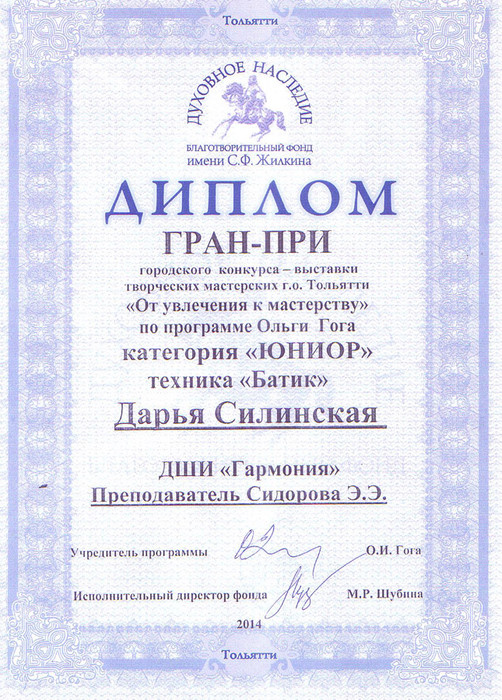 Тольятти
ДУХОВНОЕ НАСЛЕДИЕ
БЛАГОТВОРИТЕЛЬНЫЙ ФОНД
имени С.Ф. Жилкина
ДИПЛОМ
ГРАН-ПРИ
городского конкурса – выставки
творческих мастерских г.о. Тольятти
«От увлечения к мастерству»
по программе Ольги Гога
категория «ЮНИОР»
техника «Батик»
Дарья Силинская
ДШИ «Гармония»
Преподаватель Сидорова Э.Э.
Учредитель программы О.И. Гога
Исполнительный директор фонда М.Р. Шубина
2014
Тольятти